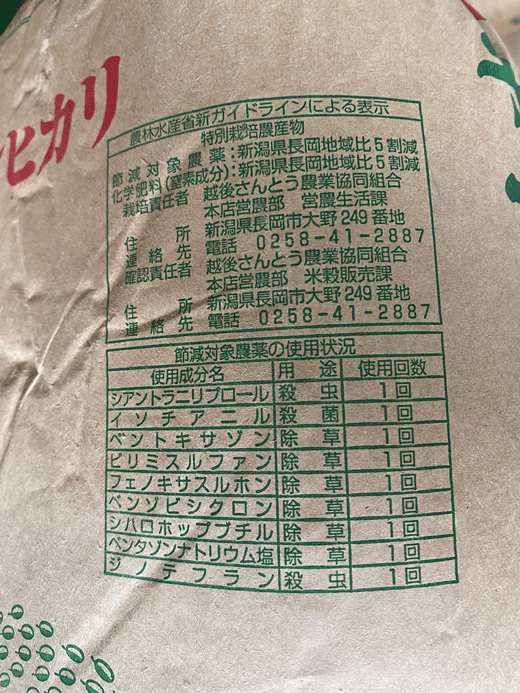 ヒカリ
農林水産省新ガイドラインによる表示
特別栽培農産物
節減対象農薬：新潟県長岡地域比5割減
化学肥料(窒素成分)：新潟県長岡地域比5割減
栽培責任者 越後さんとう農業協同組合
本店営農部 営農生活課
住所 新潟県長岡市大野249番地
連絡先 電話 0258-41-2887
確認責任者 越後さんとう農業協同組合
本店営農部 米穀販売課
住所 新潟県長岡市大野249番地
連絡先 電話 0258-41-2887
節減対象農薬の使用状況
使用成分名 用途 使用回数
シアントラニリプロール 殺虫 1回
イソチアニル 殺菌 1回
ベントキサゾン 除草 1回
ピリミスルファン 除草 1回
フェノキサスルホン 除草 1回
ベンゾビシクロン 除草 1回
シハロホップブチル 除草 1回
ベンタゾンナトリウム塩 除草 1回
ジノテフラン 殺虫 1回